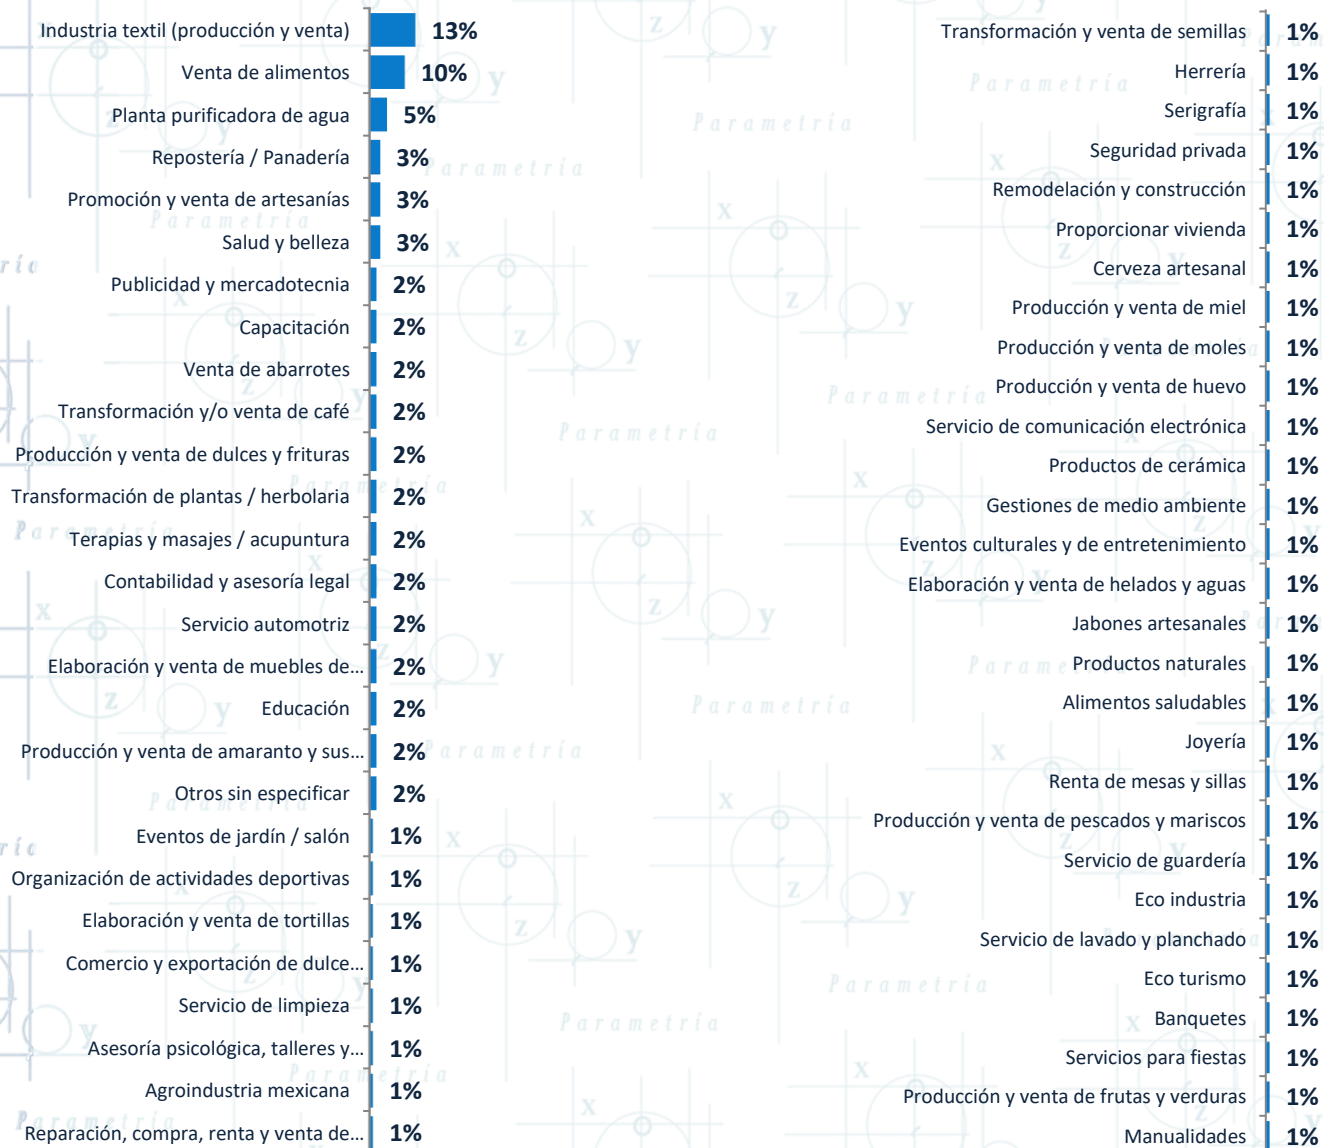 Industria textil (producción y venta) 13%
Venta de alimentos 10%
Planta purificadora de agua 5%
Repostería / Panadería 3%
Promoción y venta de artesanías 3%
Salud y belleza 3%
Publicidad y mercadotecnia 2%
Capacitación 2%
Venta de abarrotes 2%
Transformación y/o venta de café 2%
Producción y venta de dulces y frituras 2%
Transformación de plantas / herbolaria 2%
Terapias y masajes / acupuntura 2%
Contabilidad y asesoría legal 2%
Servicio automotriz 2%
Elaboración y venta de muebles de... 2%
Educación 2%
Producción y venta de amaranto y sus... 2%
Otros sin especificar 2%
Eventos de jardín / salón 1%
Organización de actividades deportivas 1%
Elaboración y venta de tortillas 1%
Comercio y exportación de dulce... 1%
Servicio de limpieza 1%
Asesoría psicológica, talleres y... 1%
Agroindustria mexicana 1%
Reparación, compra, renta y venta de... 1%
Transformación y venta de semillas 1%
Herrería 1%
Serigrafía 1%
Seguridad privada 1%
Remodelación y construcción 1%
Proporcionar vivienda 1%
Cerveza artesanal 1%
Producción y venta de miel 1%
Producción y venta de moles 1%
Producción y venta de huevo 1%
Servicio de comunicación electrónica 1%
Productos de cerámica 1%
Gestiones de medio ambiente 1%
Eventos culturales y de entretenimiento 1%
Elaboración y venta de helados y aguas 1%
Jabones artesanales 1%
Productos naturales 1%
Alimentos saludables 1%
Joyería 1%
Renta de mesas y sillas 1%
Producción y venta de pescados y mariscos 1%
Servicio de guardería 1%
Eco industria 1%
Servicio de lavado y planchado 1%
Eco turismo 1%
Banquetes 1%
Servicios para fiestas 1%
Producción y venta de frutas y verduras 1%
Manualidades 1%